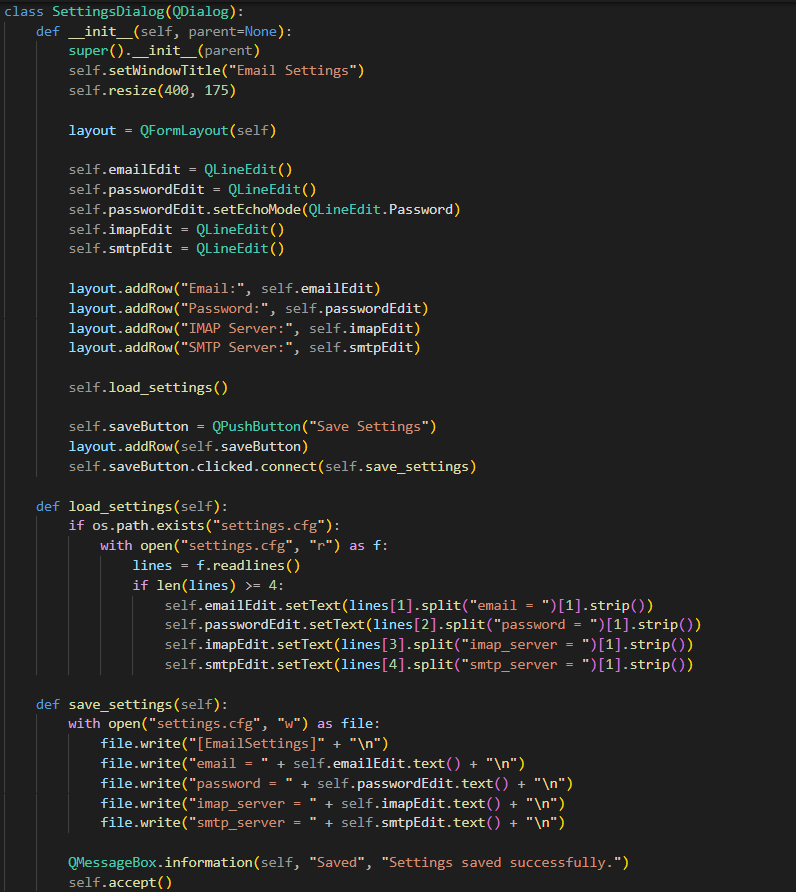 class SettingsDialog(QDialog):
    def __init__(self, parent=None):
        super().__init__(parent)
        self.setWindowTitle("Email Settings")
        self.resize(400, 175)

        layout = QFormLayout(self)

        self.emailEdit = QLineEdit()
        self.passwordEdit = QLineEdit()
        self.passwordEdit.setEchoMode(QLineEdit.Password)
        self.imapEdit = QLineEdit()
        self.smtpEdit = QLineEdit()

        layout.addRow("Email:", self.emailEdit)
        layout.addRow("Password:", self.passwordEdit)
        layout.addRow("IMAP Server:", self.imapEdit)
        layout.addRow("SMTP Server:", self.smtpEdit)

        self.load_settings()

        self.saveButton = QPushButton("Save Settings")
        layout.addRow(self.saveButton)
        self.saveButton.clicked.connect(self.save_settings)

    def load_settings(self):
        if os.path.exists("settings.cfg"):
            with open("settings.cfg", "r") as f:
                lines = f.readlines()
                if len(lines) >= 4:
                    self.emailEdit.setText(lines[1].split("email = ")[1].strip())
                    self.passwordEdit.setText(lines[2].split("password = ")[1].strip())
                    self.imapEdit.setText(lines[3].split("imap_server = ")[1].strip())
                    self.smtpEdit.setText(lines[4].split("smtp_server = ")[1].strip())

    def save_settings(self):
        with open("settings.cfg", "w") as file:
            file.write("[EmailSettings]" + "\n")
            file.write("email = " + self.emailEdit.text() + "\n")
            file.write("password = " + self.passwordEdit.text() + "\n")
            file.write("imap_server = " + self.imapEdit.text() + "\n")
            file.write("smtp_server = " + self.smtpEdit.text() + "\n")

        QMessageBox.information(self, "Saved", "Settings saved successfully.")
        self.accept()